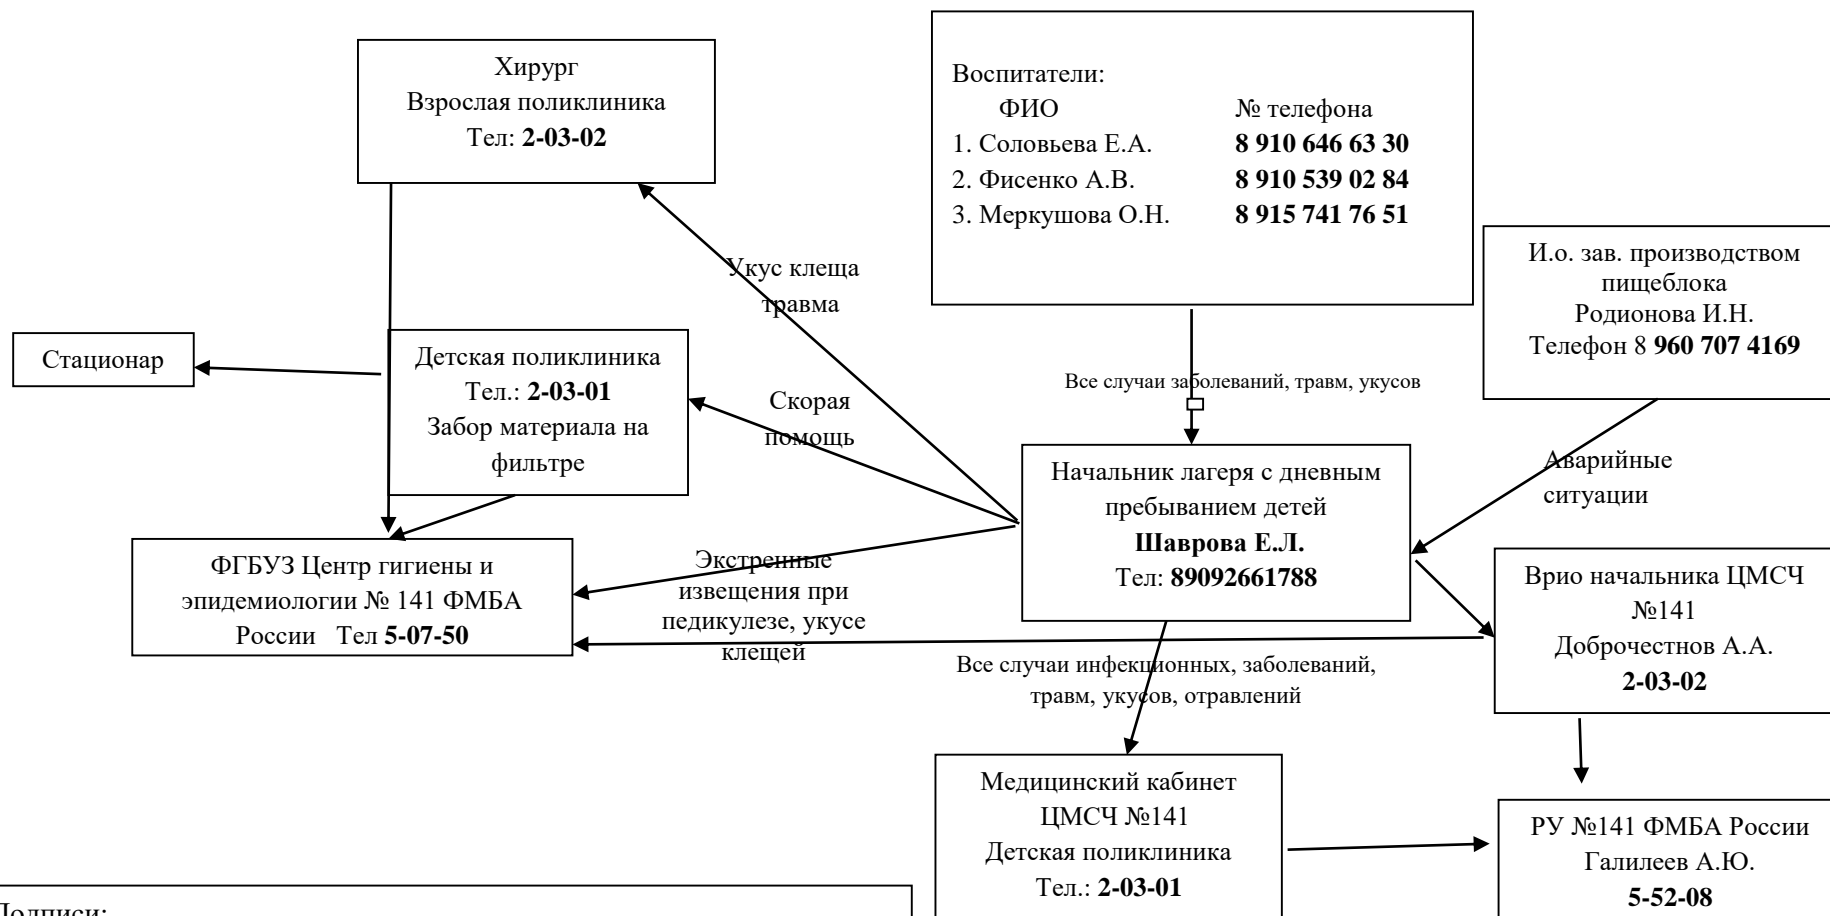 Хирург
Взрослая поликлиника
Тел: 2-03-02
Воспитатели:
ФИО № телефона
1. Соловьева Е.А. 8 910 646 63 30
2. Фисенко А.В. 8 910 539 02 84
3. Меркушова О.Н. 8 915 741 76 51
И.о. зав. производством
пищеблока
Родионова И.Н.
Телефон 8 960 707 4169
Укус клеща
травма
Стационар
Детская поликлиника
Тел.: 2-03-01
Забор материала на
фильтре
Скорая
помощь
Все случаи заболеваний, травм, укусов
Аварийные
ситуации
Начальник лагеря с дневным
пребыванием детей
Шаврова Е.Л.
Тел: 89092661788
ФГБУЗ Центр гигиены и
эпидемиологии № 141 ФМБА
России Тел 5-07-50
Экстренные
извещения при
педикулезе, укусе
клещей
Врио начальника ЦМСЧ
№141
Доброчестнов А.А.
2-03-02
Все случаи инфекционных, заболеваний,
травм, укусов, отравлений
Медицинский кабинет
ЦМСЧ №141
Детская поликлиника
Тел.: 2-03-01
РУ №141 ФМБА России
Галилеев А.Ю.
5-52-08
Подписи: